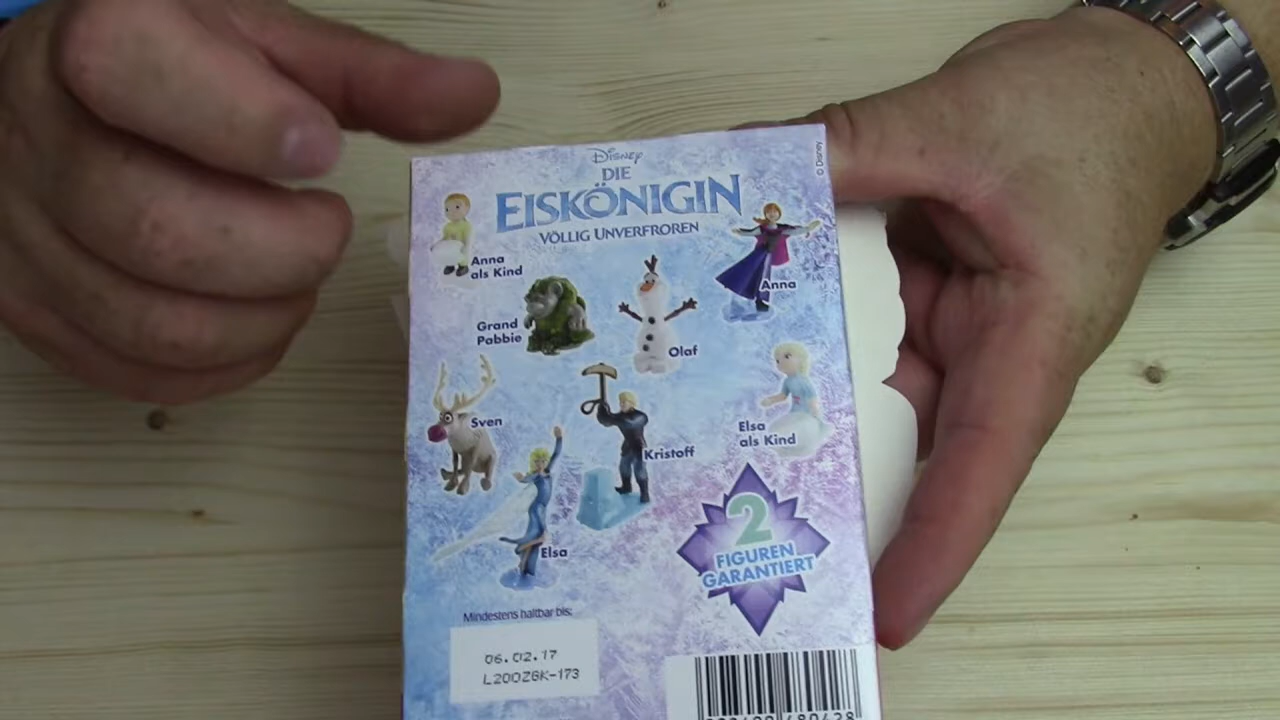 Disney
DIE
EISKÖNIGIN
VÖLLIG UNVERFROREN
© Disney
Anna
als Kind
Anna
Grand
Pabbie
Olaf
Sven
Kristoff
Elsa
als Kind
Elsa
2
FIGUREN
GARANTIERT
Mindestens haltbar bis:
06.02.17
L200ZGK-173